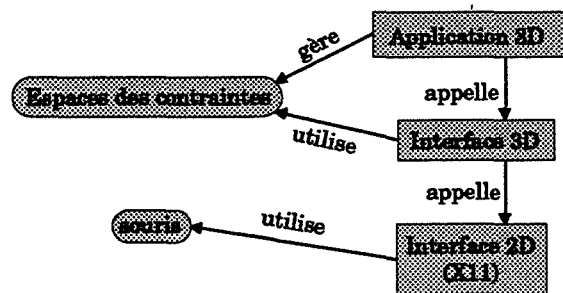 gère
Application 3D
Espaces des contraintes
appelle
utilise
Interface 3D
appelle
souris
utilise
Interface 2D
(X11)